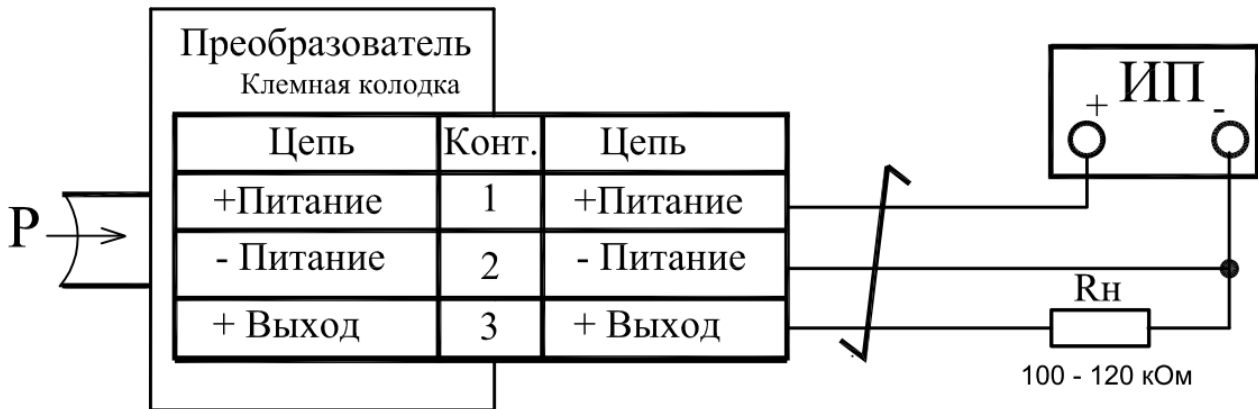 Преобразователь
Клемная колодка
ИП
+ -
Цепь Конт. Цепь
+Питание 1 +Питание
- Питание 2 - Питание
+ Выход 3 + Выход
P
Rн
100 - 120 кОм